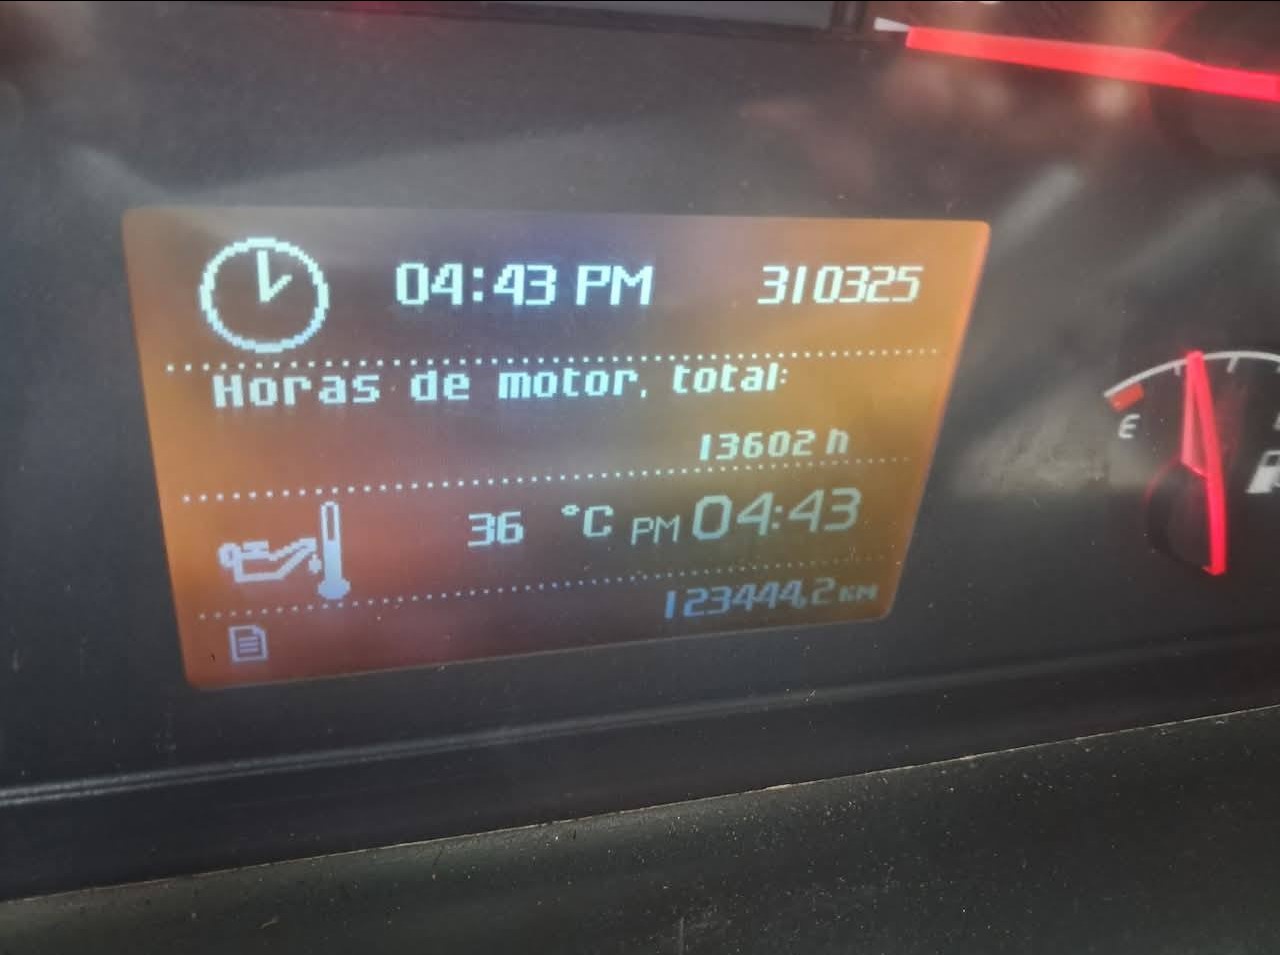 04:43 PM 310325
Horas de motor, total:
13602 h
36 °C PM 04:43
123444,2 KM
E